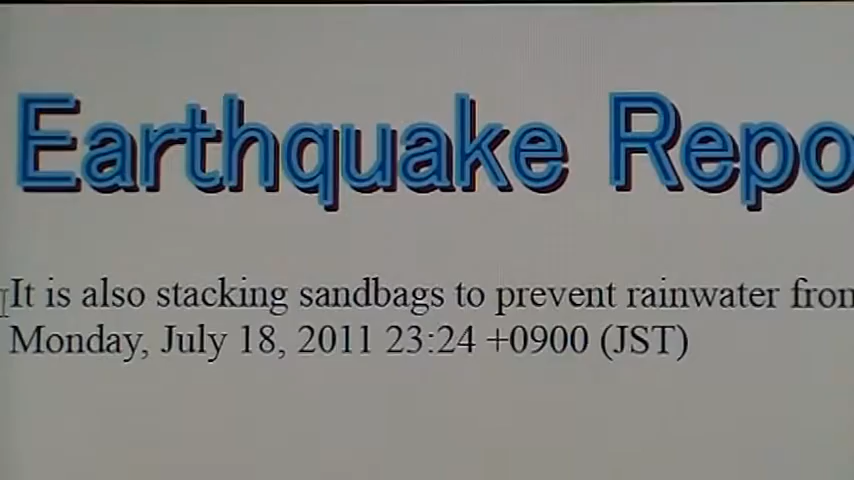 Earthquake Repo
It is also stacking sandbags to prevent rainwater from
Monday, July 18, 2011 23:24 +0900 (JST)